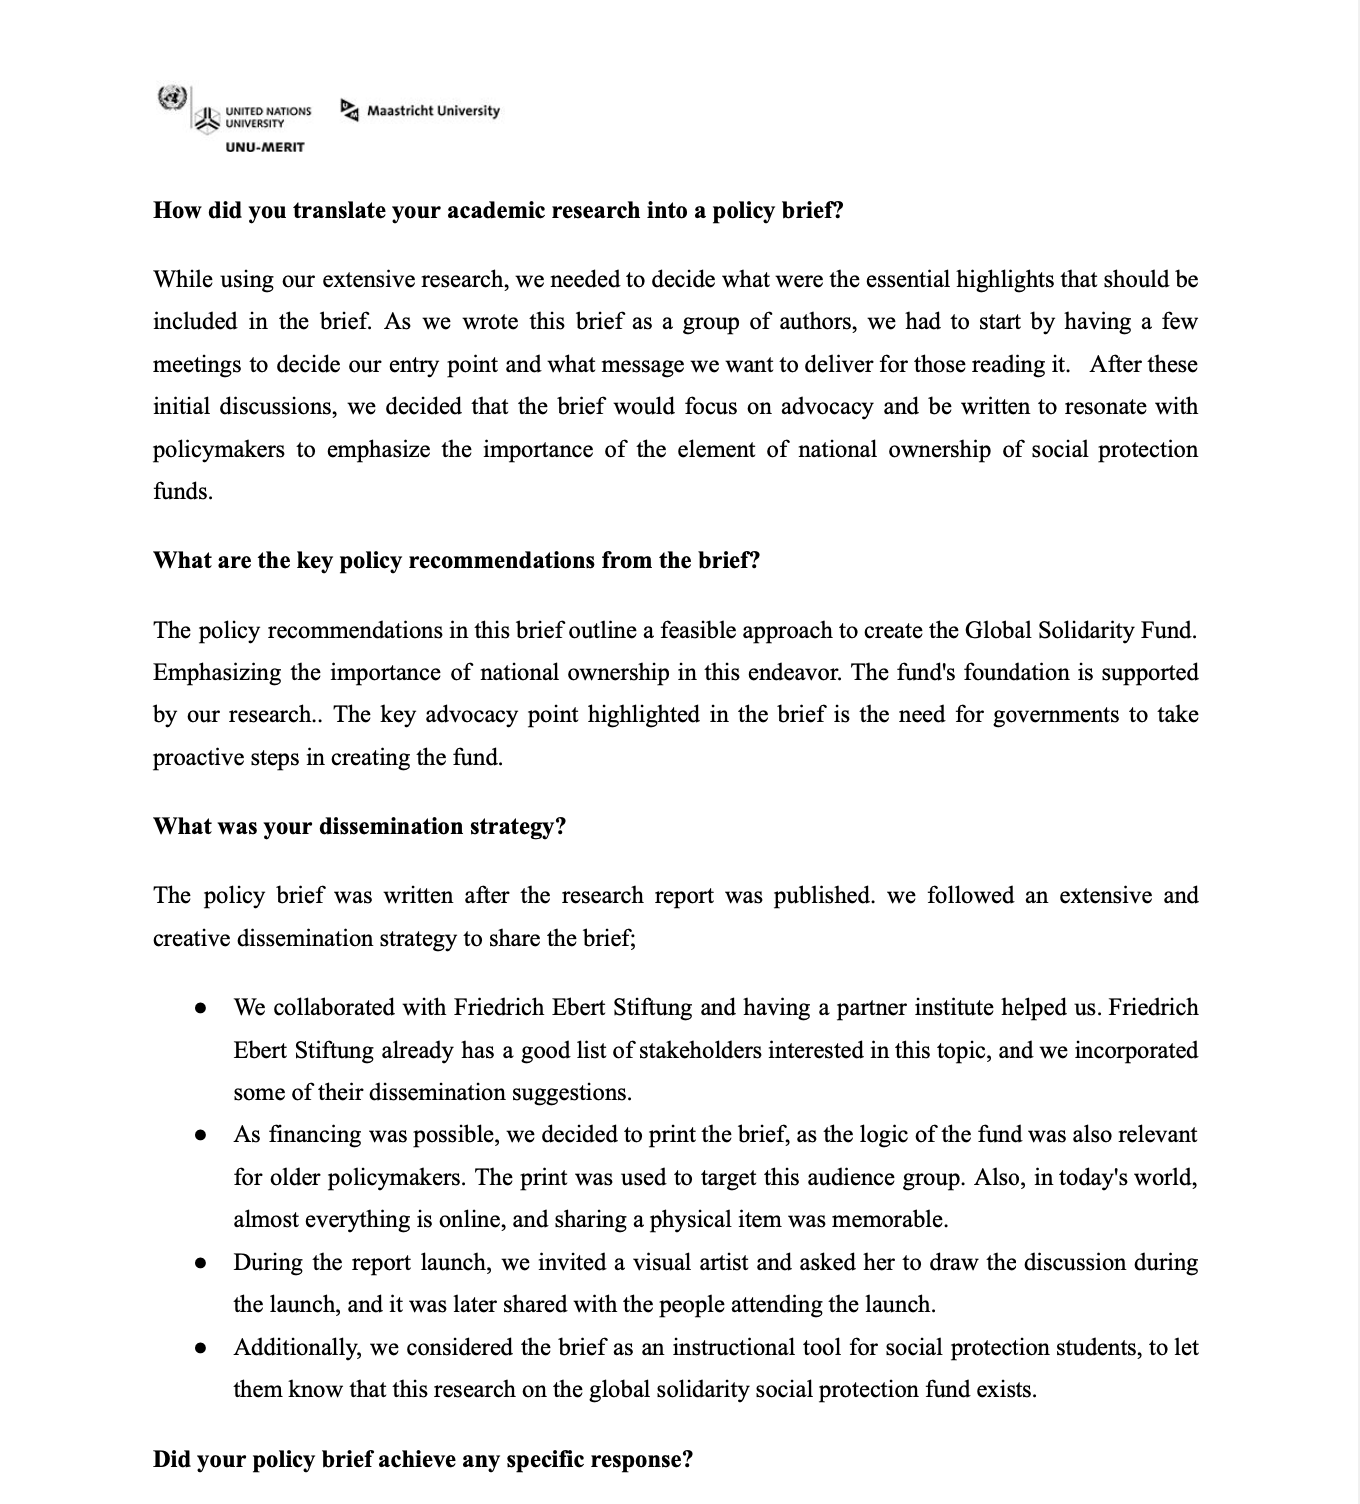 UNITED NATIONS
UNIVERSITY
UNU-MERIT
Maastricht University
How did you translate your academic research into a policy brief?
While using our extensive research, we needed to decide what were the essential highlights that should be
included in the brief. As we wrote this brief as a group of authors, we had to start by having a few
meetings to decide our entry point and what message we want to deliver for those reading it. After these
initial discussions, we decided that the brief would focus on advocacy and be written to resonate with
policymakers to emphasize the importance of the element of national ownership of social protection
funds.
What are the key policy recommendations from the brief?
The policy recommendations in this brief outline a feasible approach to create the Global Solidarity Fund.
Emphasizing the importance of national ownership in this endeavor. The fund's foundation is supported
by our research.. The key advocacy point highlighted in the brief is the need for governments to take
proactive steps in creating the fund.
What was your dissemination strategy?
The policy brief was written after the research report was published. we followed an extensive and
creative dissemination strategy to share the brief;
● We collaborated with Friedrich Ebert Stiftung and having a partner institute helped us. Friedrich
Ebert Stiftung already has a good list of stakeholders interested in this topic, and we incorporated
some of their dissemination suggestions.
● As financing was possible, we decided to print the brief, as the logic of the fund was also relevant
for older policymakers. The print was used to target this audience group. Also, in today's world,
almost everything is online, and sharing a physical item was memorable.
● During the report launch, we invited a visual artist and asked her to draw the discussion during
the launch, and it was later shared with the people attending the launch.
● Additionally, we considered the brief as an instructional tool for social protection students, to let
them know that this research on the global solidarity social protection fund exists.
Did your policy brief achieve any specific response?